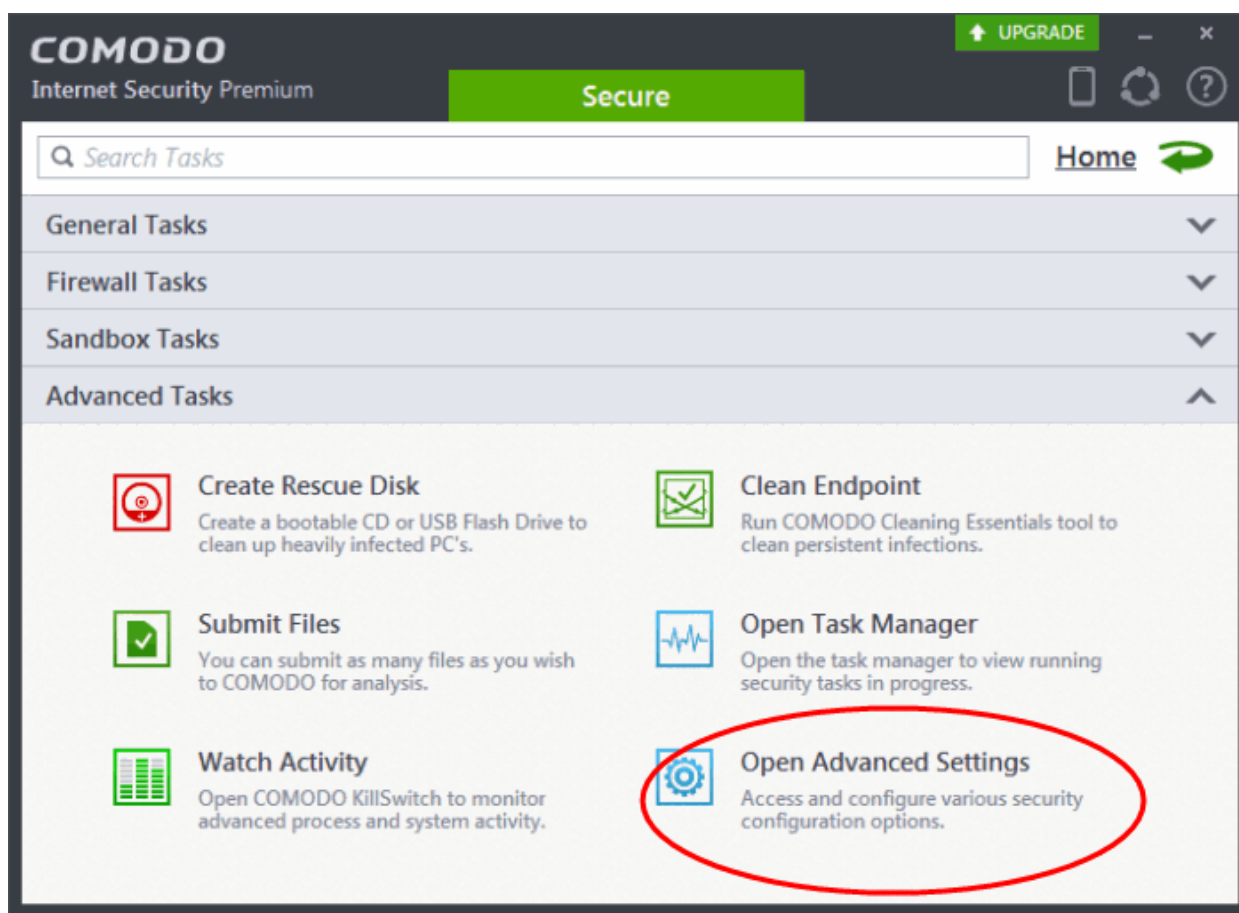 UPGRADE
COMODO
Internet Security Premium
Secure
Search Tasks
Home
General Tasks
Firewall Tasks
Sandbox Tasks
Advanced Tasks
Create Rescue Disk
Create a bootable CD or USB Flash Drive to
clean up heavily infected PC's.
Clean Endpoint
Run COMODO Cleaning Essentials tool to
clean persistent infections.
Submit Files
You can submit as many files as you wish
to COMODO for analysis.
Open Task Manager
Open the task manager to view running
security tasks in progress.
Watch Activity
Open COMODO KillSwitch to monitor
advanced process and system activity.
Open Advanced Settings
Access and configure various security
configuration options.